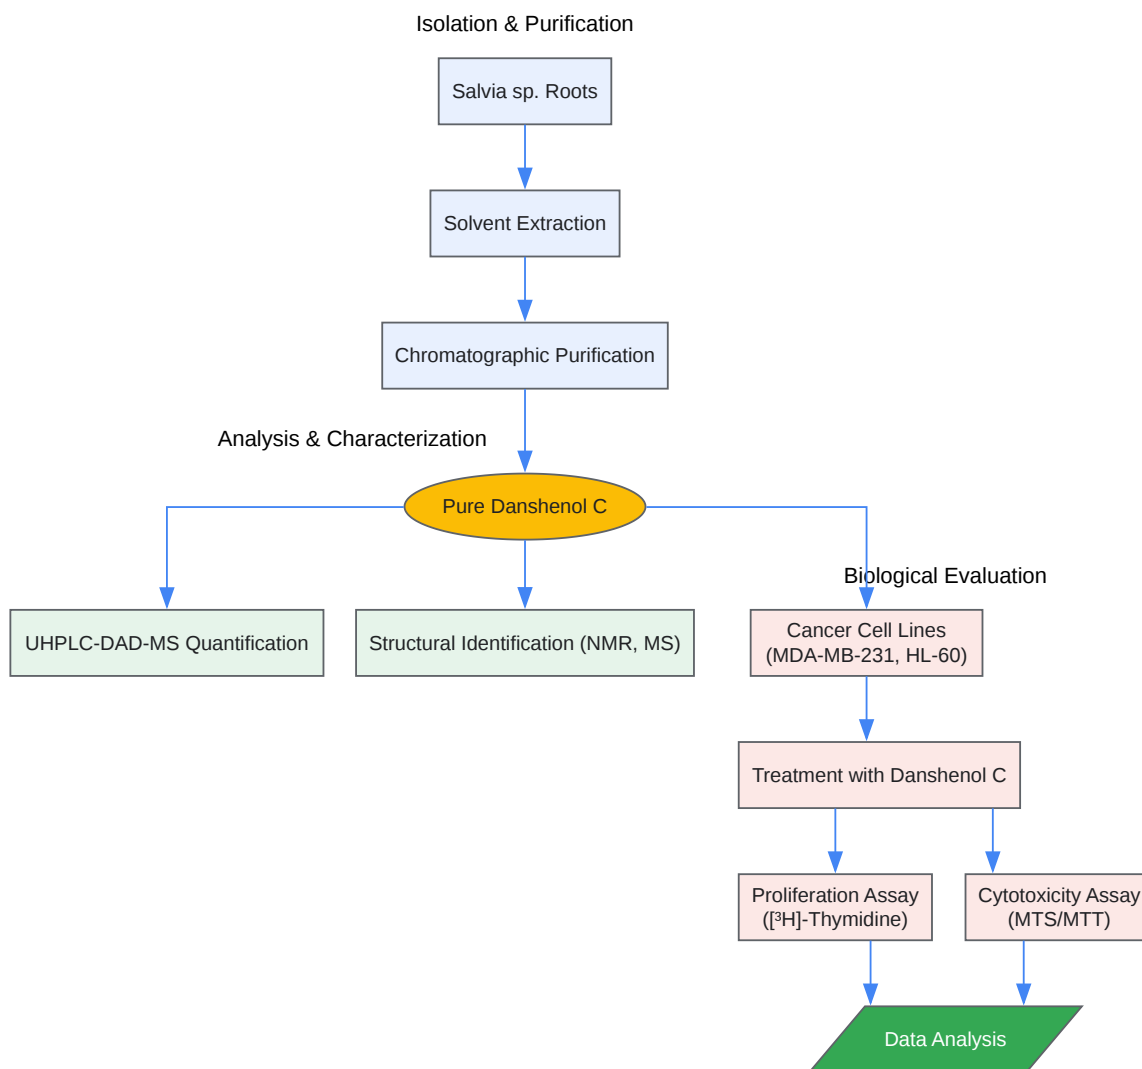 Isolation & Purification
Salvia sp. Roots
Solvent Extraction
Chromatographic Purification
Analysis & Characterization
Pure Danshenol C
Biological Evaluation
UHPLC-DAD-MS Quantification
Structural Identification (NMR, MS)
Cancer Cell Lines
(MDA-MB-231, HL-60)
Treatment with Danshenol C
Proliferation Assay
([³H]-Thymidine)
Cytotoxicity Assay
(MTS/MTT)
Data Analysis